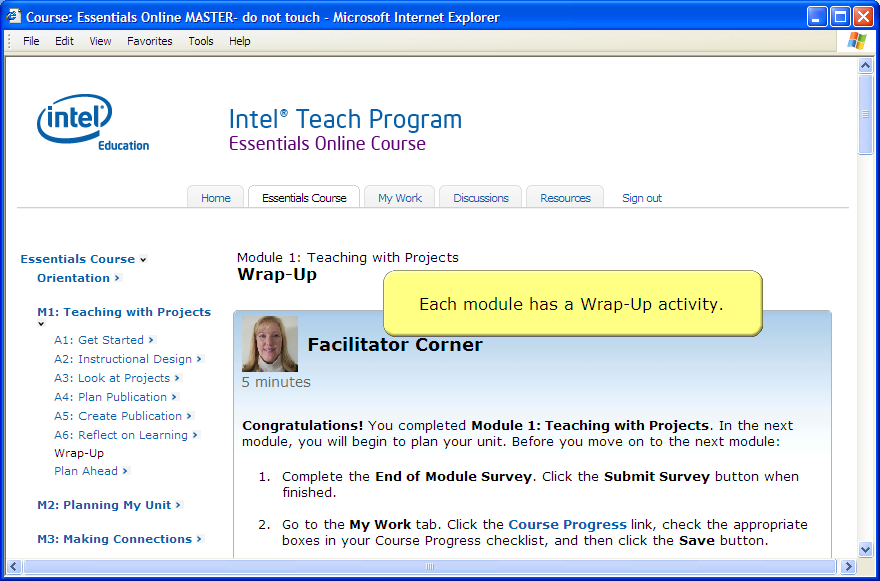 Course: Essentials Online MASTER- do not touch - Microsoft Internet Explorer
File Edit View Favorites Tools Help
intel
Education
Intel® Teach Program
Essentials Online Course
Home Essentials Course My Work Discussions Resources Sign out
Essentials Course
Orientation
M1: Teaching with Projects
A1: Get Started
A2: Instructional Design
A3: Look at Projects
A4: Plan Publication
A5: Create Publication
A6: Reflect on Learning
Wrap-Up
Plan Ahead
M2: Planning My Unit
M3: Making Connections
Module 1: Teaching with Projects
Wrap-Up
Each module has a Wrap-Up activity.
Facilitator Corner
5 minutes
Congratulations! You completed Module 1: Teaching with Projects. In the next
module, you will begin to plan your unit. Before you move on to the next module:
1. Complete the End of Module Survey. Click the Submit Survey button when
finished.
2. Go to the My Work tab. Click the Course Progress link, check the appropriate
boxes in your Course Progress checklist, and then click the Save button.